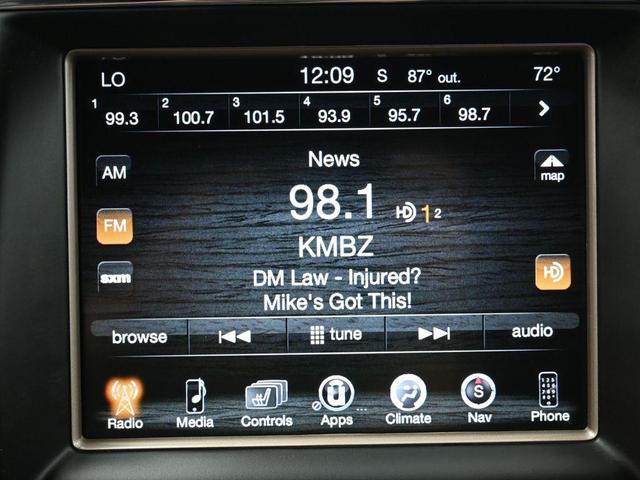 LO 12:09 S 87° out. 72°
1 99.3 2 100.7 3 101.5 4 93.9 5 95.7 6 98.7
News
AM map
98.1 HD 1 2
FM
KMBZ
DM Law - Injured?
sxm HD
Mike's Got This!
browse tune audio
Radio Media Controls Apps ... Climate Nav Phone